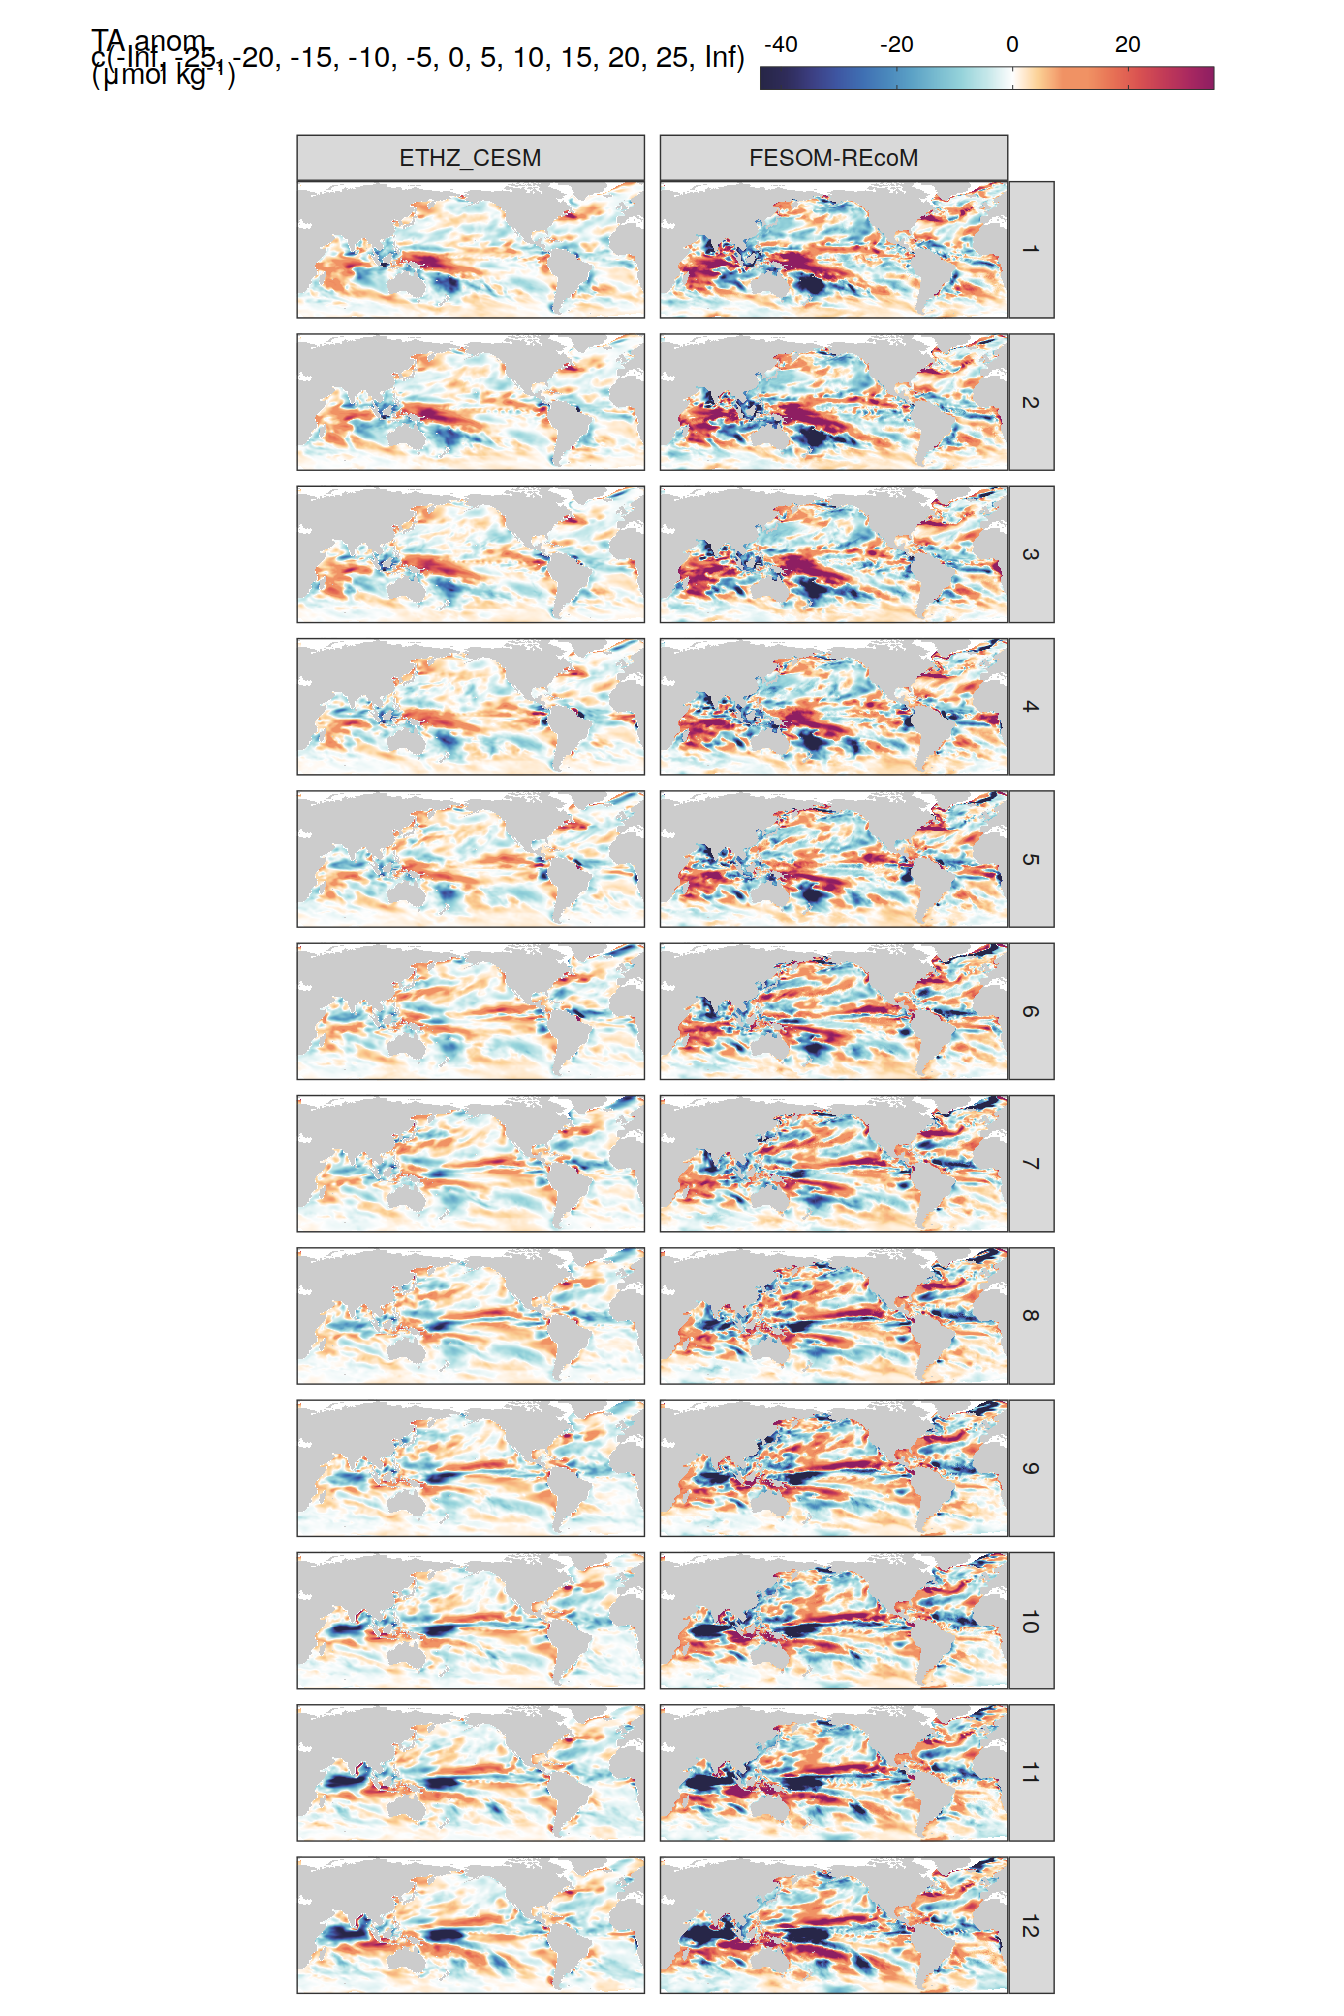 TA anom.
c(-Inf, -25, -20, -15, -10, -5, 0, 5, 10, 15, 20, 25, Inf)
(µmol kg⁻¹)
-40 -20 0 20
ETHZ_CESM FESOM-REcoM
1
2
3
4
5
6
7
8
9
10
11
12